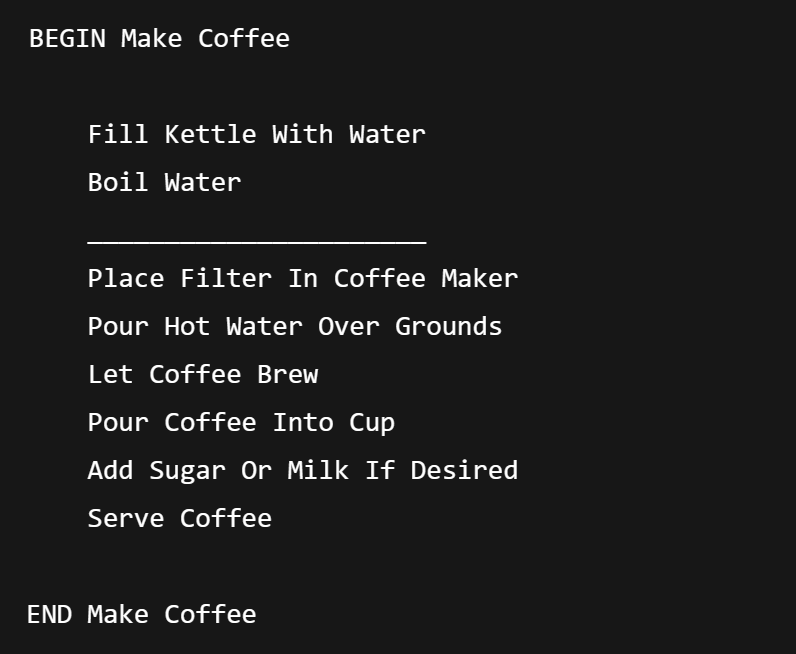 BEGIN Make Coffee
Fill Kettle With Water
Boil Water
______________________
Place Filter In Coffee Maker
Pour Hot Water Over Grounds
Let Coffee Brew
Pour Coffee Into Cup
Add Sugar Or Milk If Desired
Serve Coffee
END Make Coffee